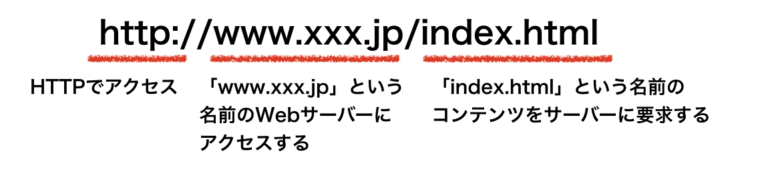 http://www.xxx.jp/index.html
HTTPでアクセス 「www.xxx.jp」という 「index.html」という名前の
名前のWebサーバーに コンテンツをサーバーに要求する
アクセスする